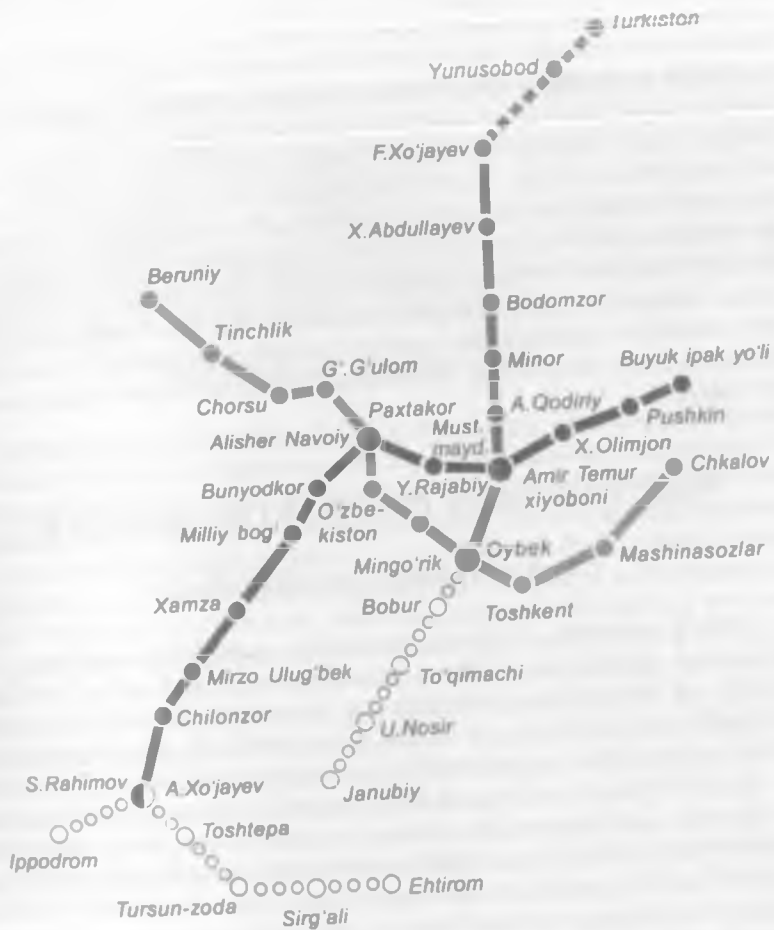 Turkiston
Yunusobod
F.Xo'jayev
X.Abdullayev
Beruniy
Bodomzor
Tinchlik
Minor
Buyuk ipak yo'li
G'.G'ulom
Chorsu
Paxtakor
A.Qodiriy
Pushkin
Must
mayd.
Alisher Navoiy
X.Olimjon
Chkalov
Y.Rajabiy
Amir Temur
xiyoboni
Bunyodkor
O'zbe-
kiston
Milliy bog'
Oybek
Mashinasozlar
Mingo'rik
Xamza
Bobur
Toshkent
Mirzo Ulug'bek
To'qimachi
Chilonzor
U.Nosir
S.Rahimov
A.Xo'jayev
Janubiy
Toshtepa
Ippodrom
Tursun-zoda
Sirg'ali
Ehtirom